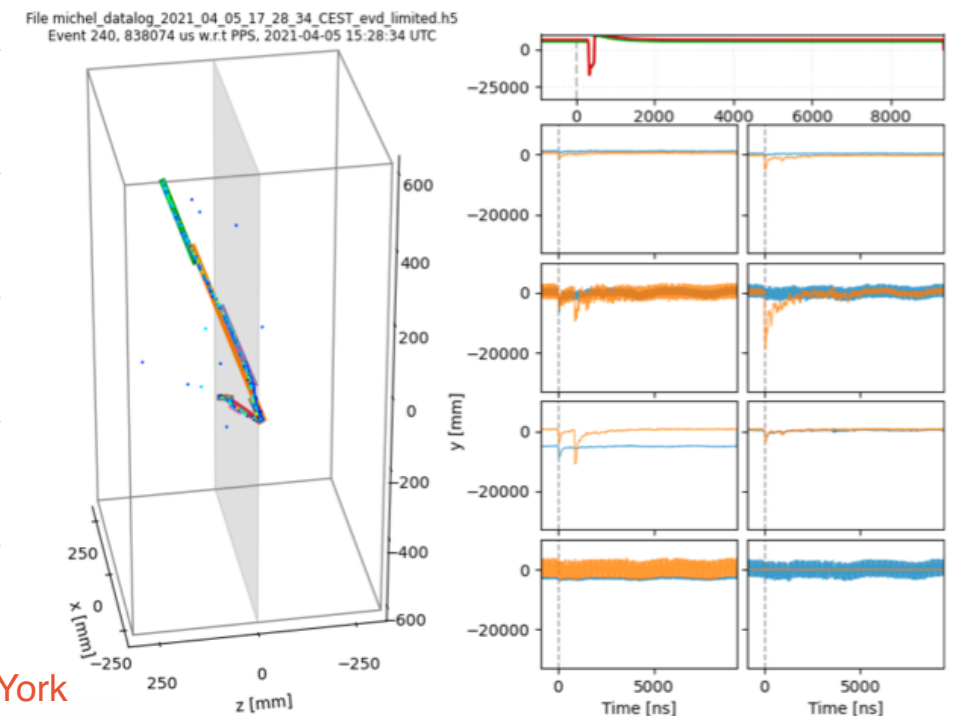 File michel_datalog_2021_04_05_17_28_34_CEST_evd_limited.h5
Event 240, 838074 us w.r.t PPS, 2021-04-05 15:28:34 UTC
600
400
200
0
−200
−400
−600
y [mm]
250
0
−250
x [mm]
250
0
−250
z [mm]
York
0
−25000
0 2000 4000 6000 8000
0
−20000
0
−20000
0
−20000
0
−20000
0 5000 0 5000
Time [ns] Time [ns]